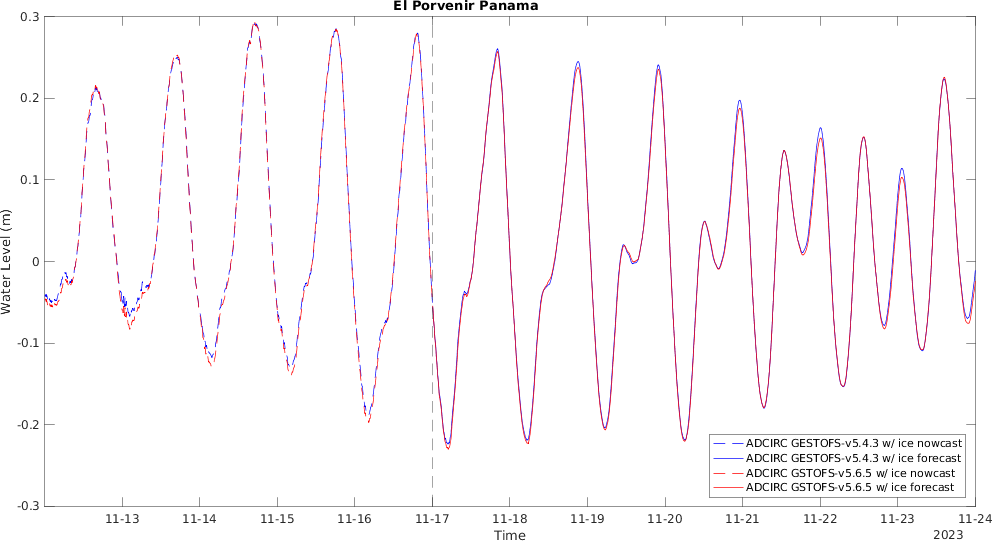 El Porvenir Panama
0.3
0.2
0.1
0
-0.1
-0.2
-0.3
Water Level (m)
11-13
11-14
11-15
11-16
11-17
11-18
11-19
11-20
11-21
11-22
11-23
11-24
Time
2023
ADCIRC GESTOFS-v5.4.3 w/ ice nowcast
ADCIRC GESTOFS-v5.4.3 w/ ice forecast
ADCIRC GSTOFS-v5.6.5 w/ ice nowcast
ADCIRC GSTOFS-v5.6.5 w/ ice forecast